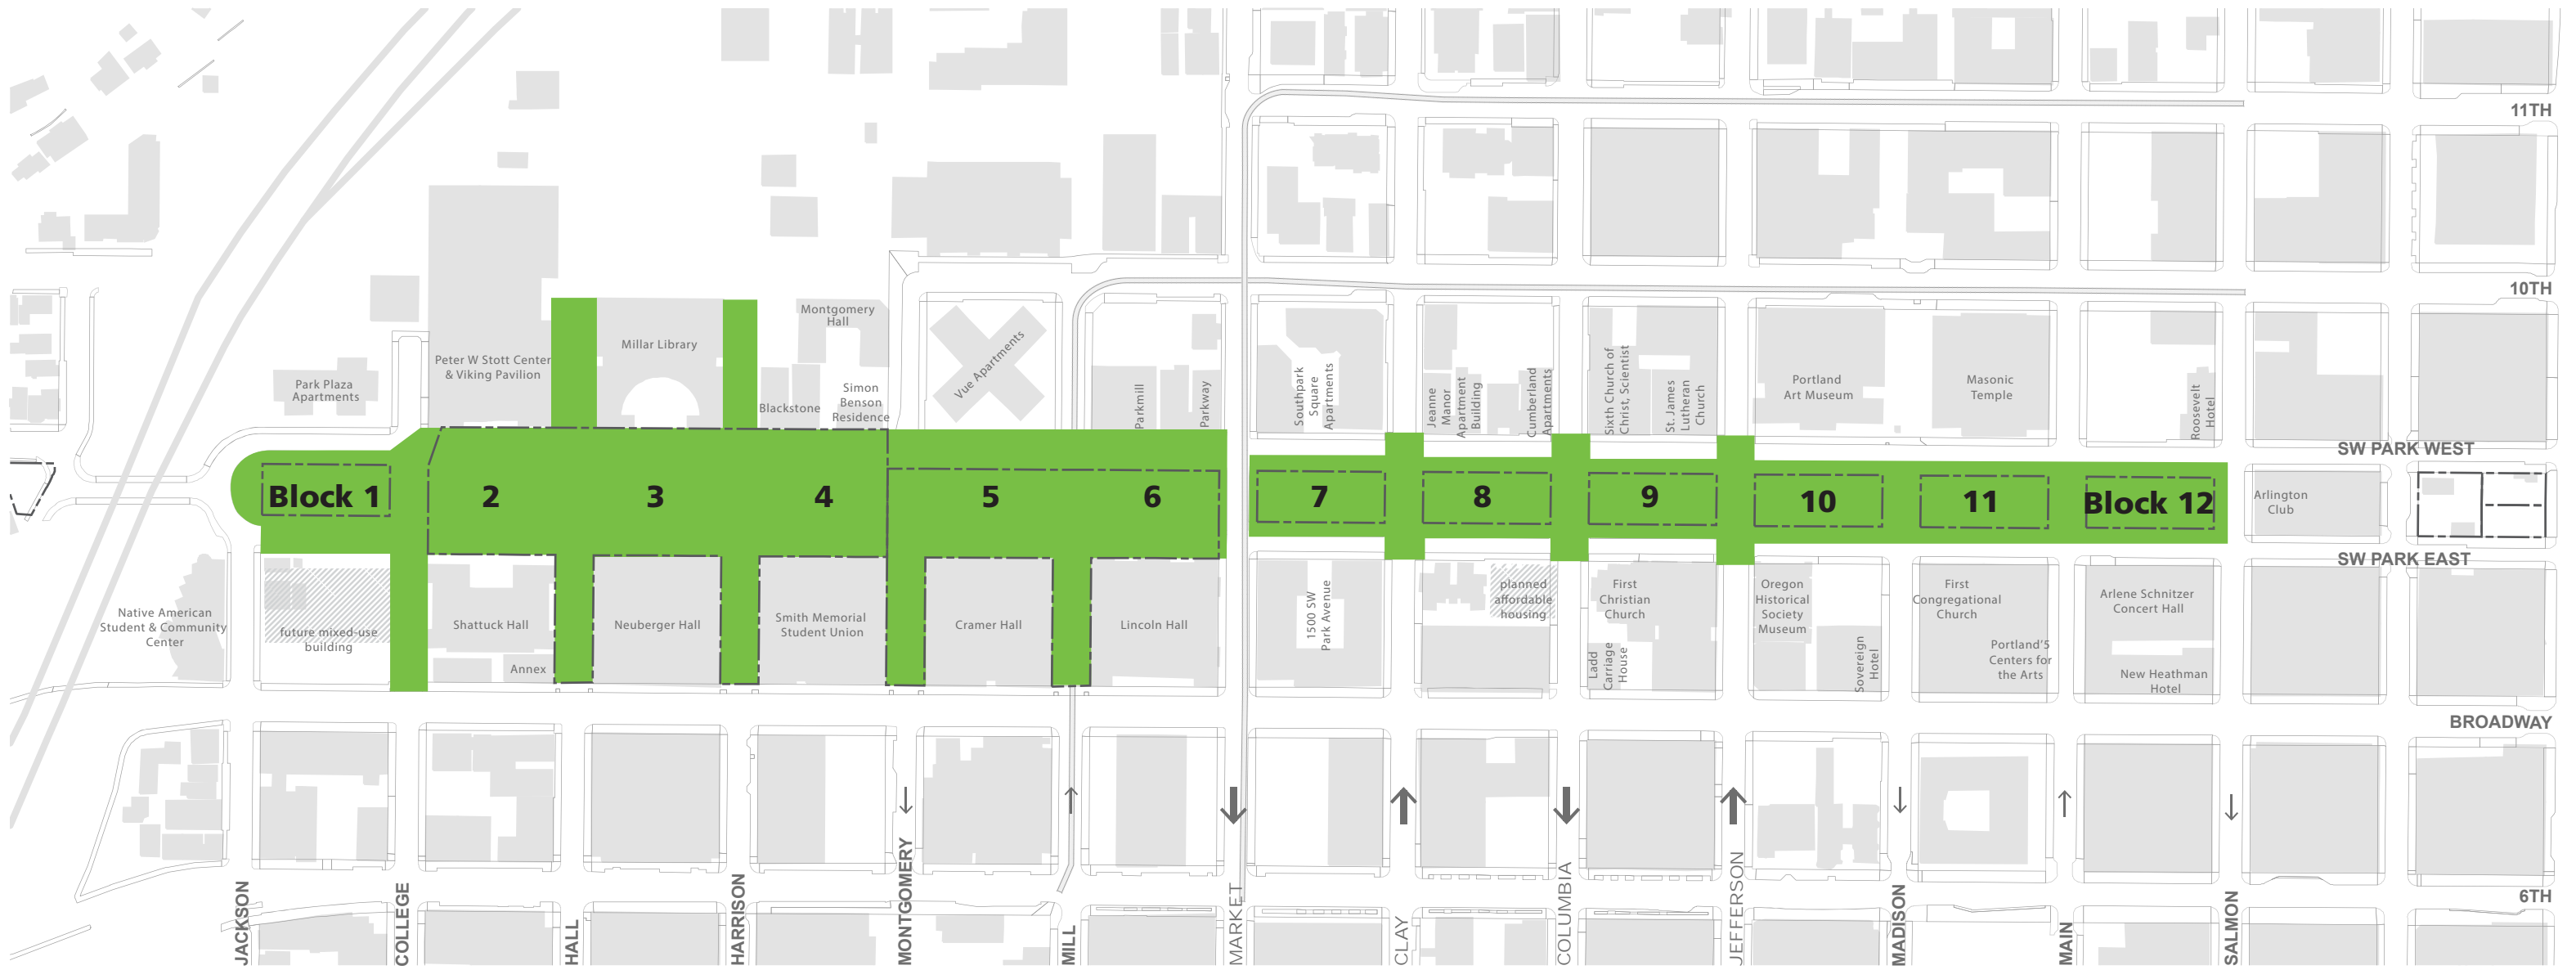 11TH
10TH
Montgomery
Hall
Millar Library
Peter W Stott Center
& Viking Pavilion
Park Plaza
Apartments
Blackstone
Simon
Benson
Residence
Vue Apartments
Parkmill
Parkway
Southpark
Square
Apartments
Jeanne
Manor
Apartment
Building
Cumberland
Apartments
Sixth Church of
Christ, Scientist
St. James
Lutheran
Church
Portland
Art Museum
Masonic
Temple
Roosevelt
Hotel
SW PARK WEST
Block 1
2
3
4
5
6
7
8
9
10
11
Block 12
Arlington
Club
SW PARK EAST
Native American
Student & Community
Center
future mixed-use
building
Shattuck Hall
Annex
Neuberger Hall
Smith Memorial
Student Union
Cramer Hall
Lincoln Hall
1500 SW
Park Avenue
planned
affordable
housing
First
Christian
Church
Ladd
Carriage
House
Oregon
Historical
Society
Museum
Sovereign
Hotel
First
Congregational
Church
Portland'5
Centers for
the Arts
Arlene Schnitzer
Concert Hall
New Heathman
Hotel
BROADWAY
6TH
JACKSON
COLLEGE
HALL
HARRISON
MONTGOMERY
MILL
MARKET
CLAY
COLUMBIA
JEFFERSON
MADISON
MAIN
SALMON